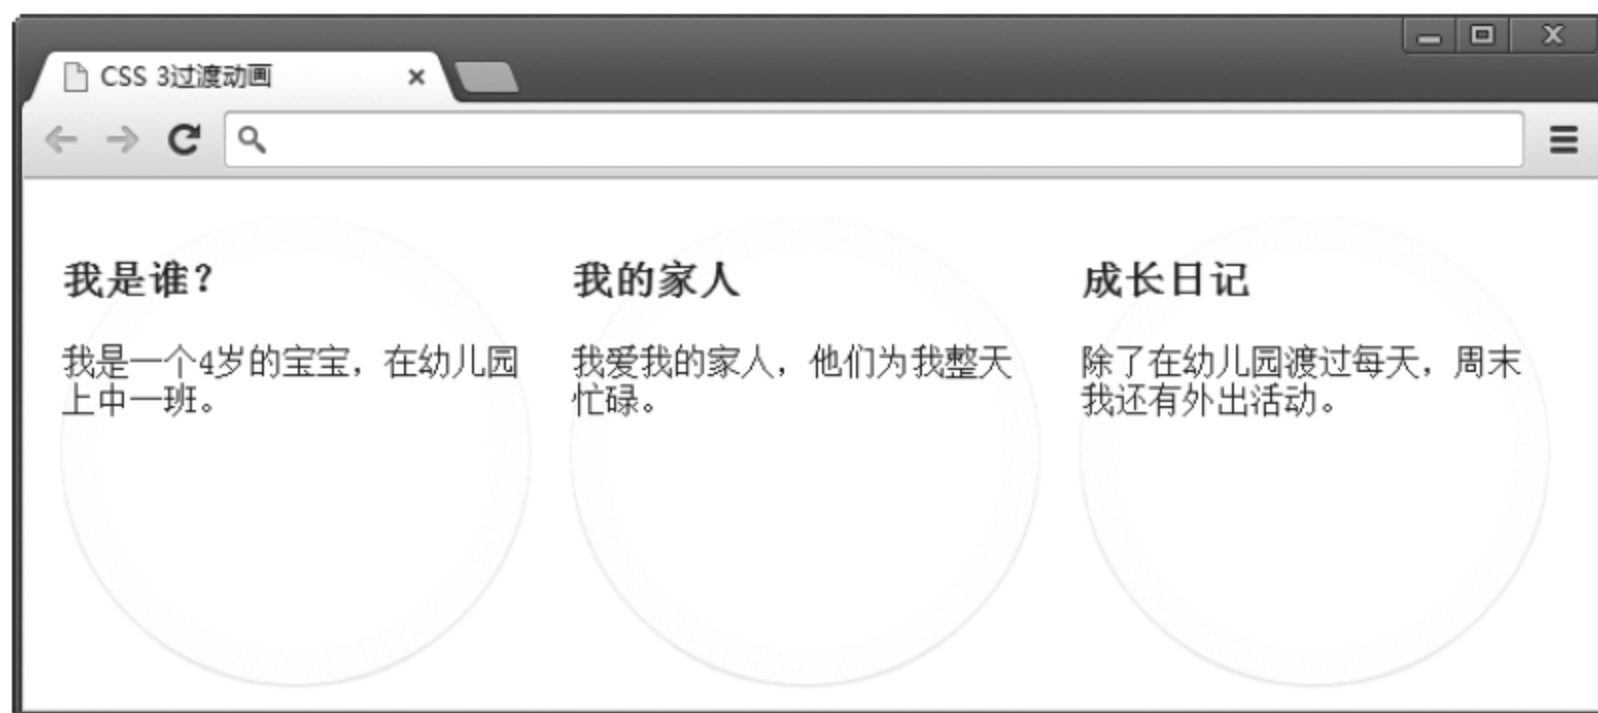 CSS 3过渡动画
我是谁？
我是一个4岁的宝宝，在幼儿园
上中一班。
我的家人
我爱我的家人，他们为我整天
忙碌。
成长日记
除了在幼儿园渡过每天，周末
我还有外出活动。